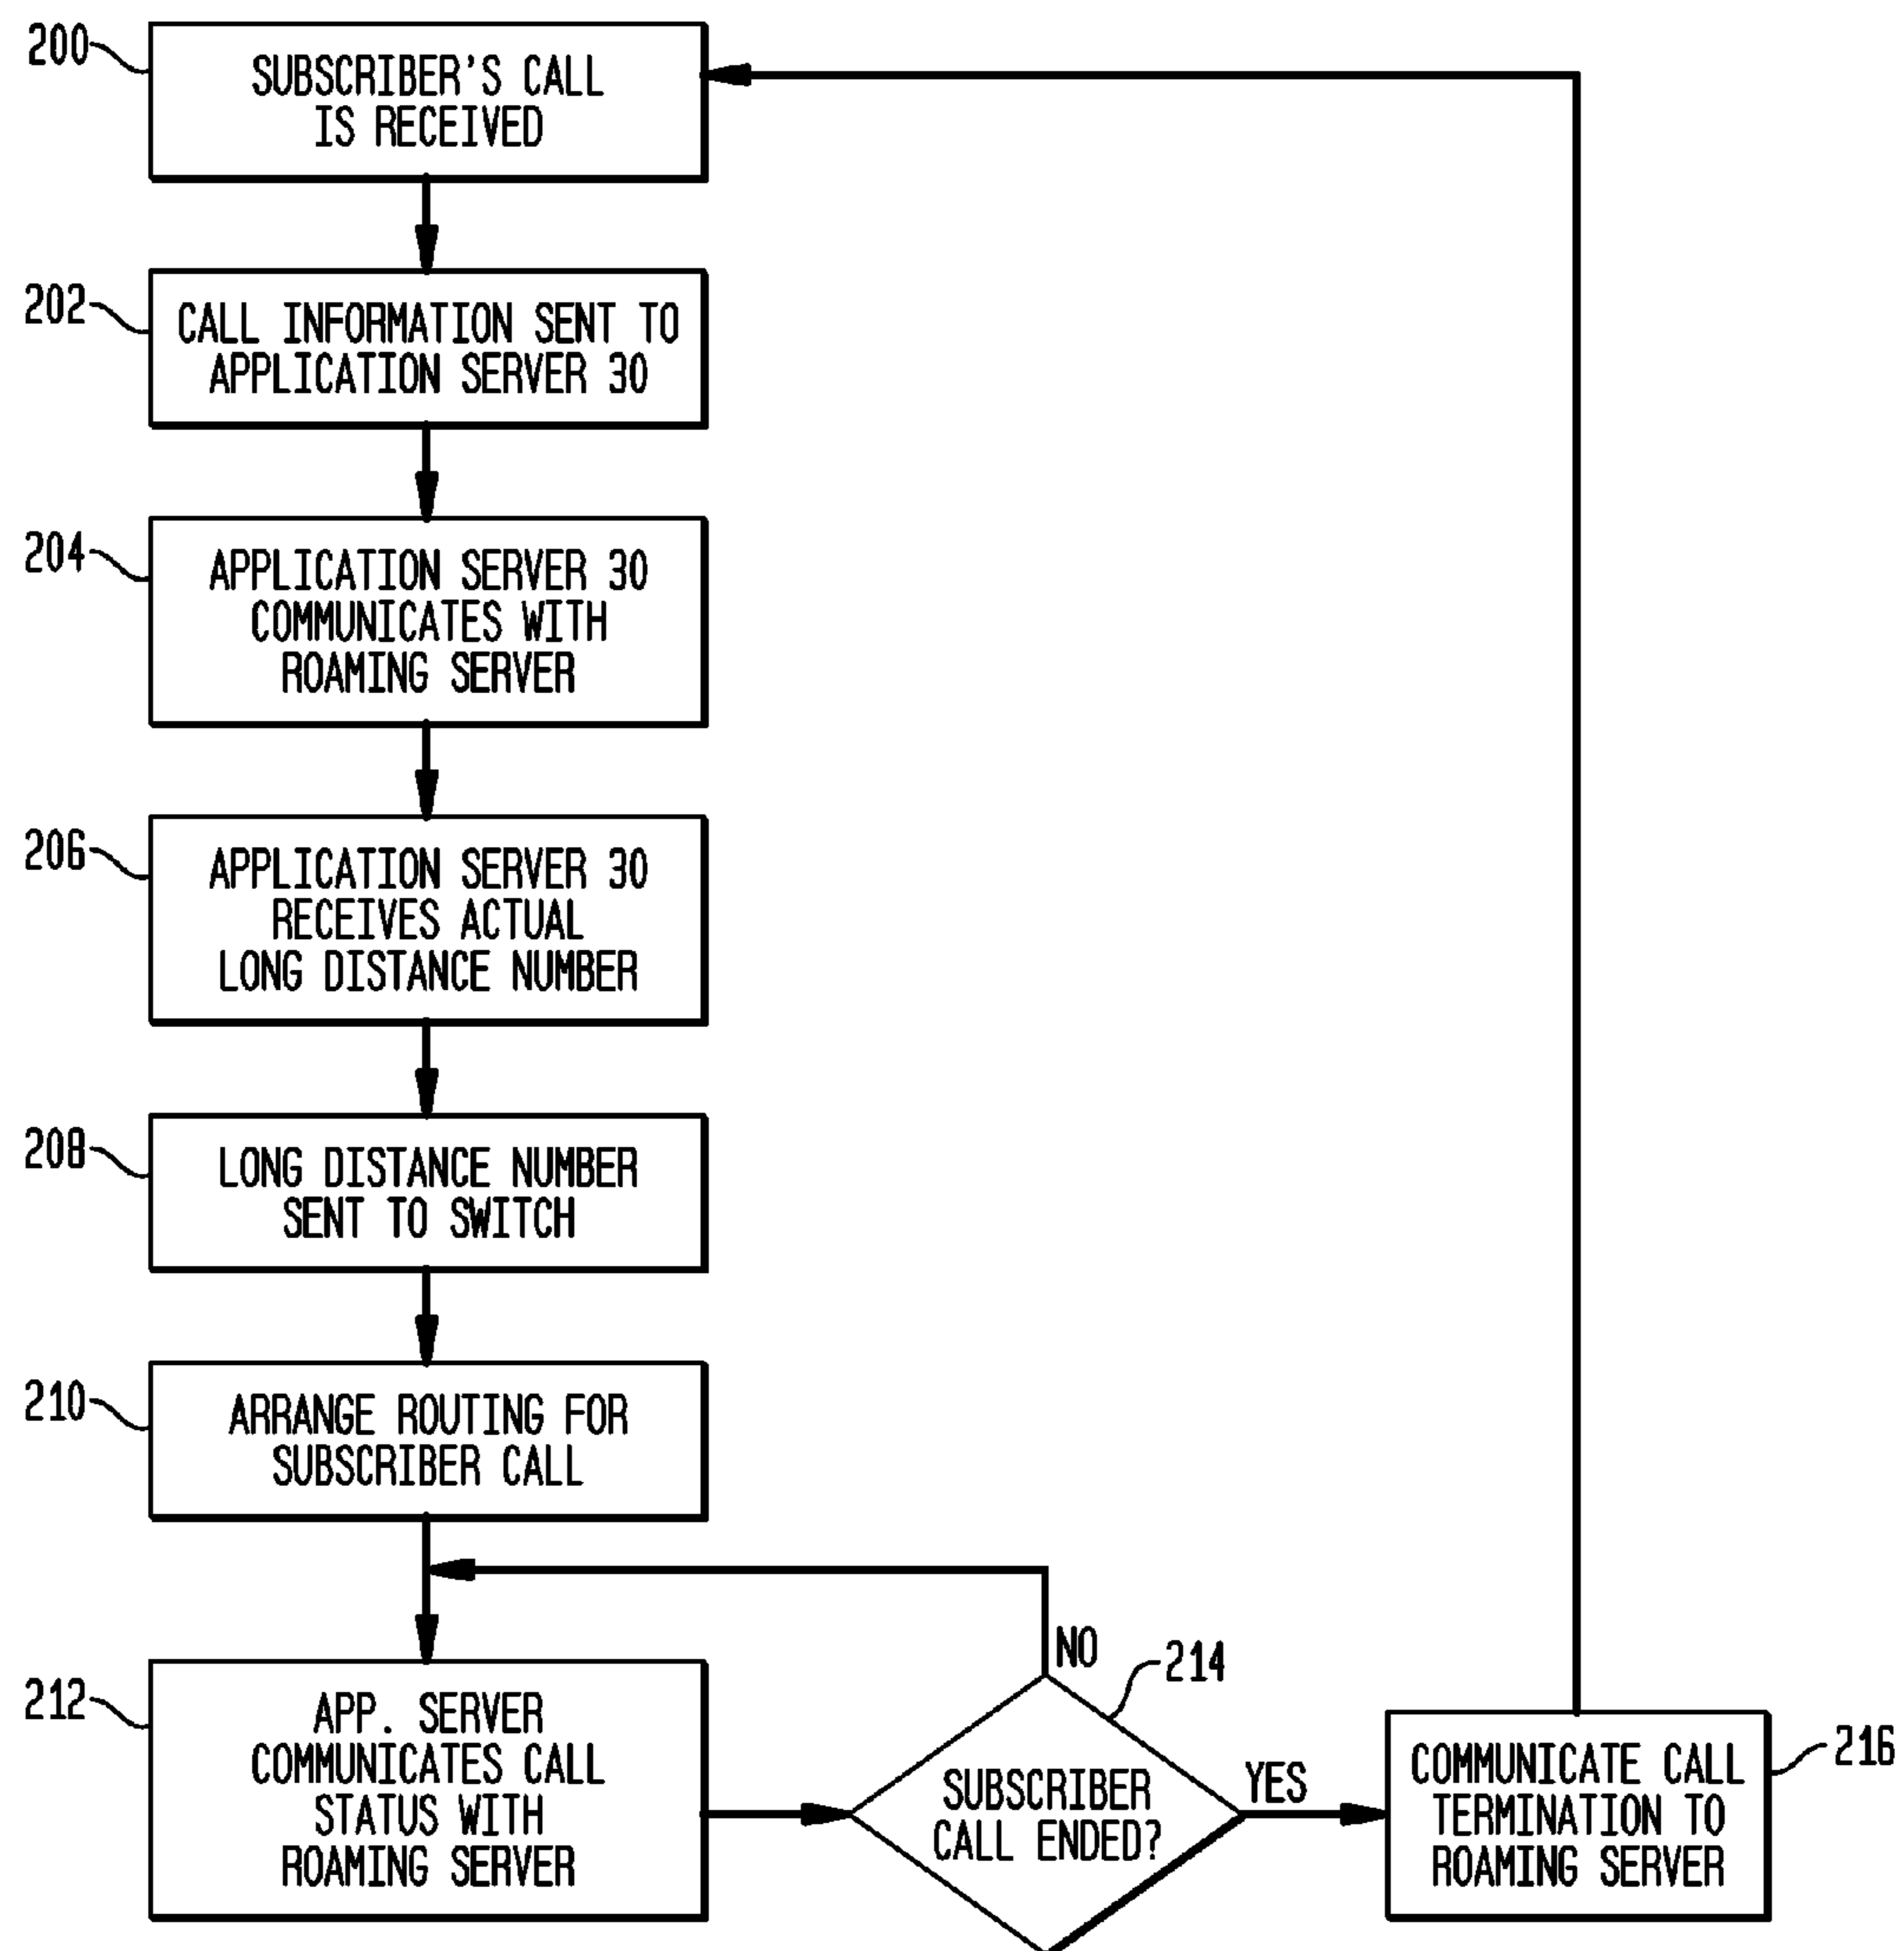 200
SUBSCRIBER'S CALL
IS RECEIVED
202
CALL INFORMATION SENT TO
APPLICATION SERVER 30
204
APPLICATION SERVER 30
COMMUNICATES WITH
ROAMING SERVER
206
APPLICATION SERVER 30
RECEIVES ACTUAL
LONG DISTANCE NUMBER
208
LONG DISTANCE NUMBER
SENT TO SWITCH
210
ARRANGE ROUTING FOR
SUBSCRIBER CALL
212
APP. SERVER
COMMUNICATES CALL
STATUS WITH
ROAMING SERVER
NO
214
SUBSCRIBER
CALL ENDED?
YES
216
COMMUNICATE CALL
TERMINATION TO
ROAMING SERVER